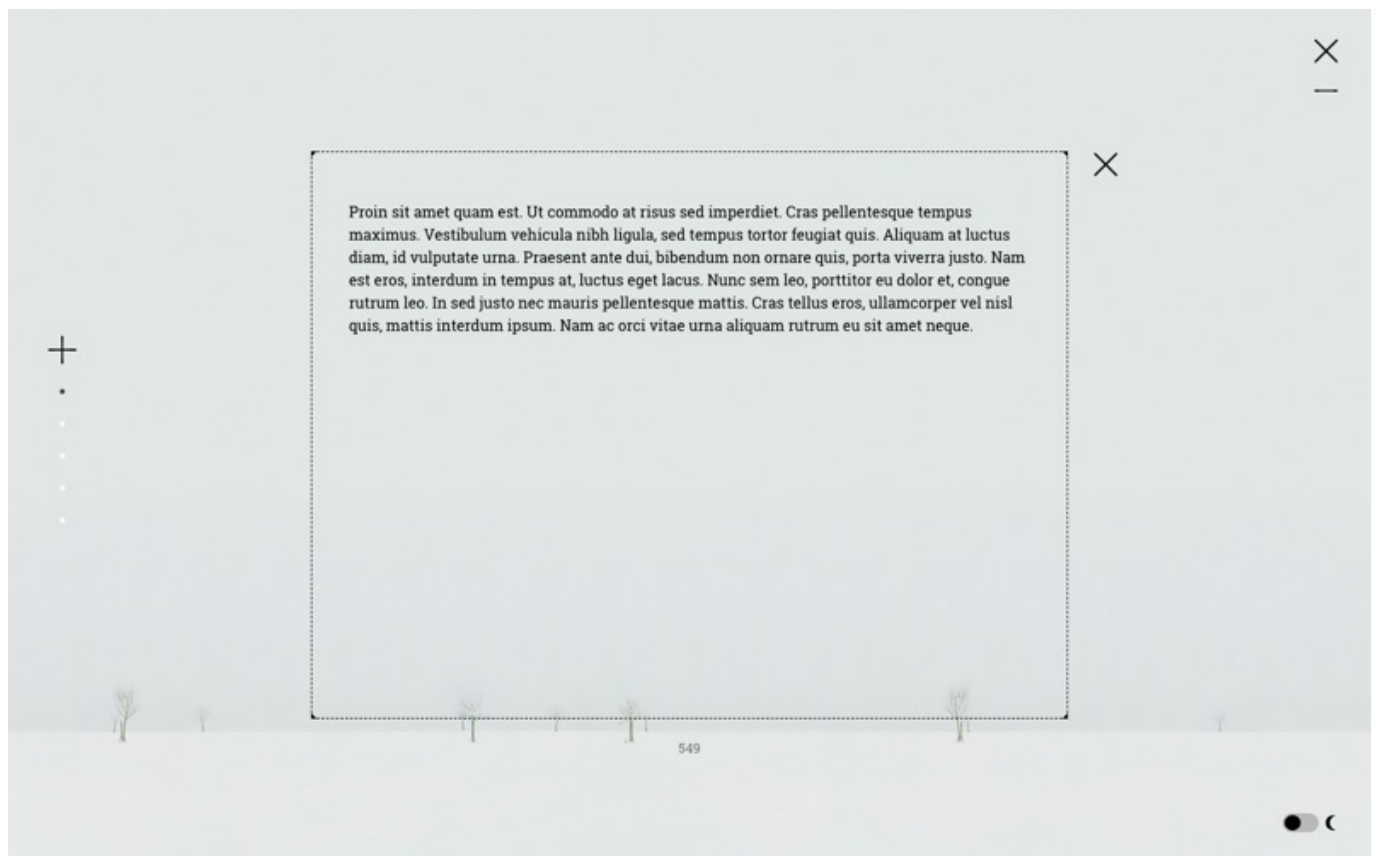 Proin sit amet quam est. Ut commodo at risus sed imperdiet. Cras pellentesque tempus
maximus. Vestibulum vehicula nibh ligula, sed tempus tortor feugiat quis. Aliquam at luctus
diam, id vulputate urna. Praesent ante dui, bibendum non ornare quis, porta viverra justo. Nam
est eros, interdum in tempus at, luctus eget lacus. Nunc sem leo, porttitor eu dolor et, congue
rutrum leo. In sed justo nec mauris pellentesque mattis. Cras tellus eros, ullamcorper vel nisl
quis, mattis interdum ipsum. Nam ac orci vitae urna aliquam rutrum eu sit amet neque.
549